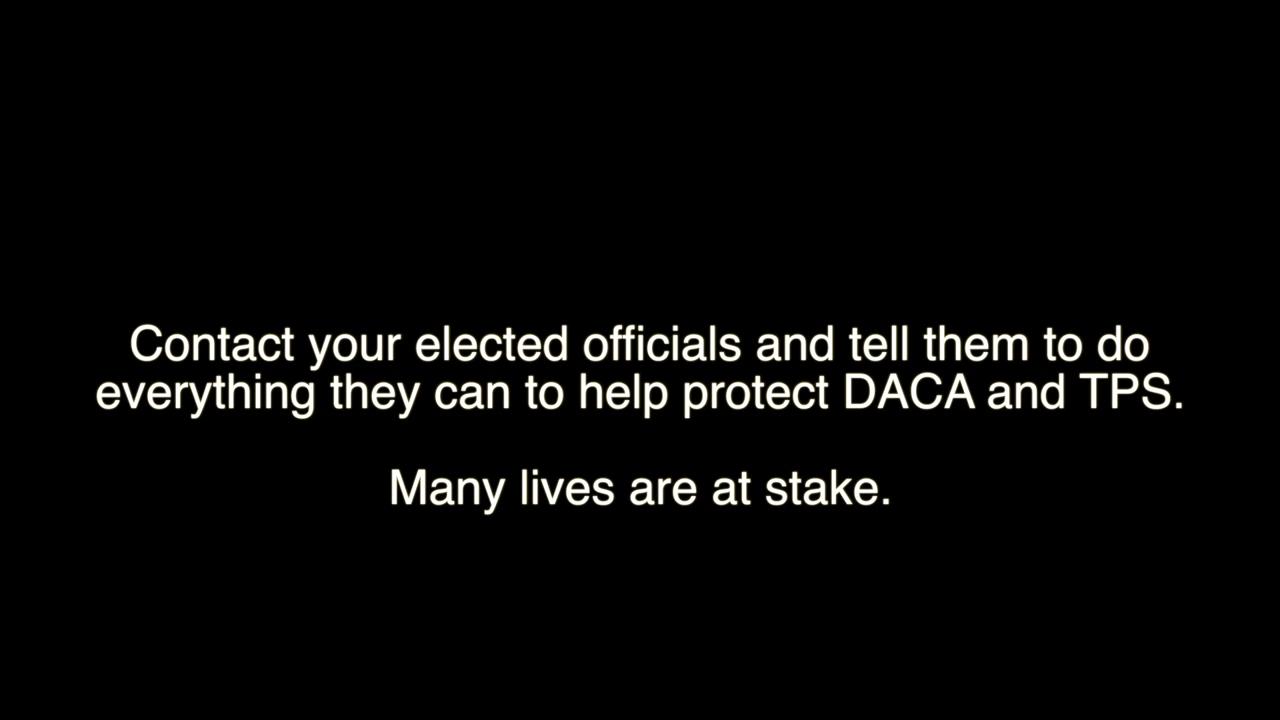 Contact your elected officials and tell them to do
everything they can to help protect DACA and TPS.
Many lives are at stake.